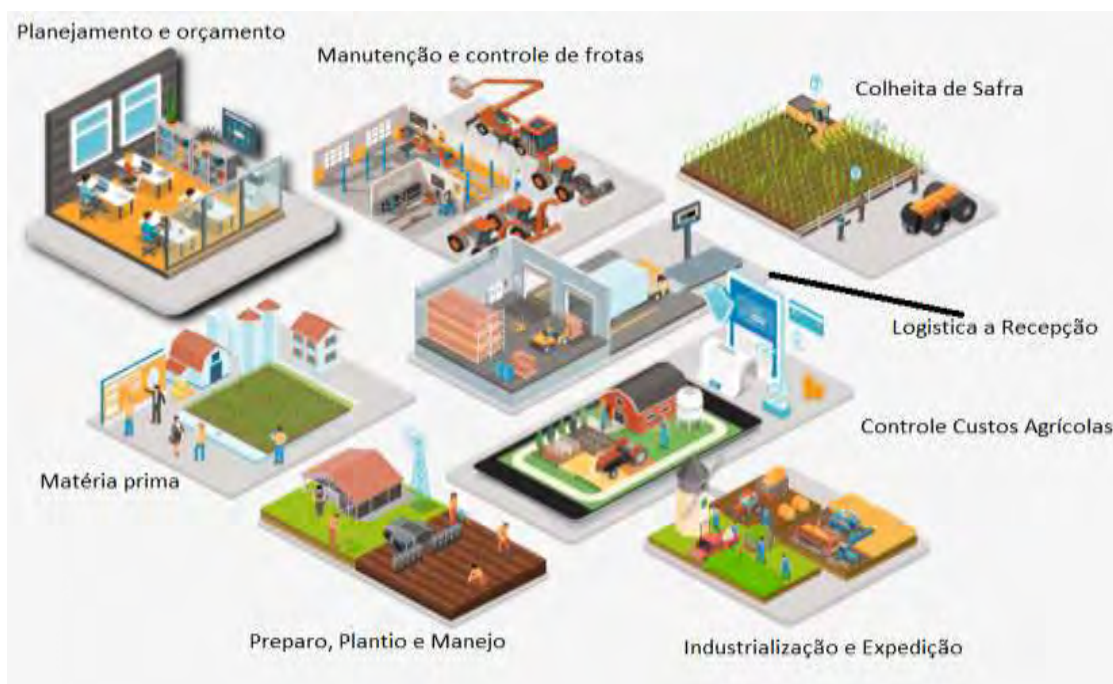 Planejamento e orçamento
Manutenção e controle de frotas
Colheita de Safra
Logistica a Recepção
Controle Custos Agrícolas
Matéria prima
Preparo, Plantio e Manejo
Industrialização e Expedição